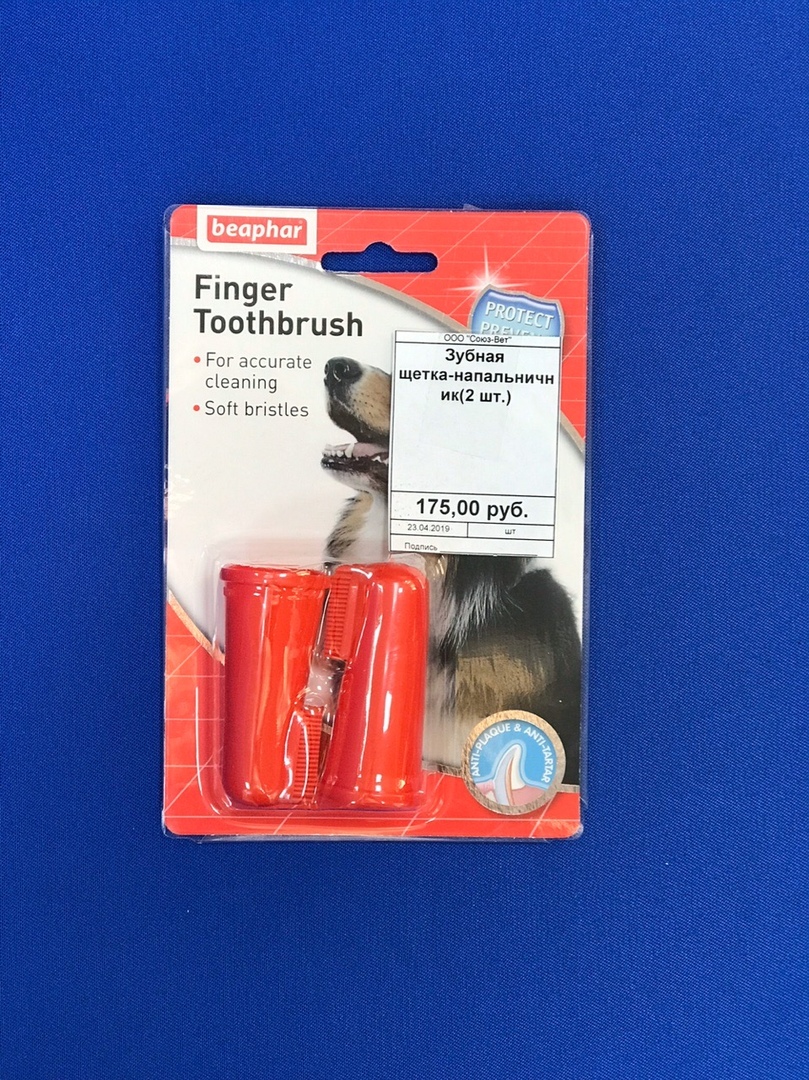 beaphar
Finger
Toothbrush
• For accurate
cleaning
• Soft bristles
PROTECT
ООО "Союз-Вет"
Зубная
щетка-напальничн
ик(2 шт.)
175,00 руб.
23.04.2019 шт
Подпись
ANTI-PLAQUE & ANTI-TARTAR